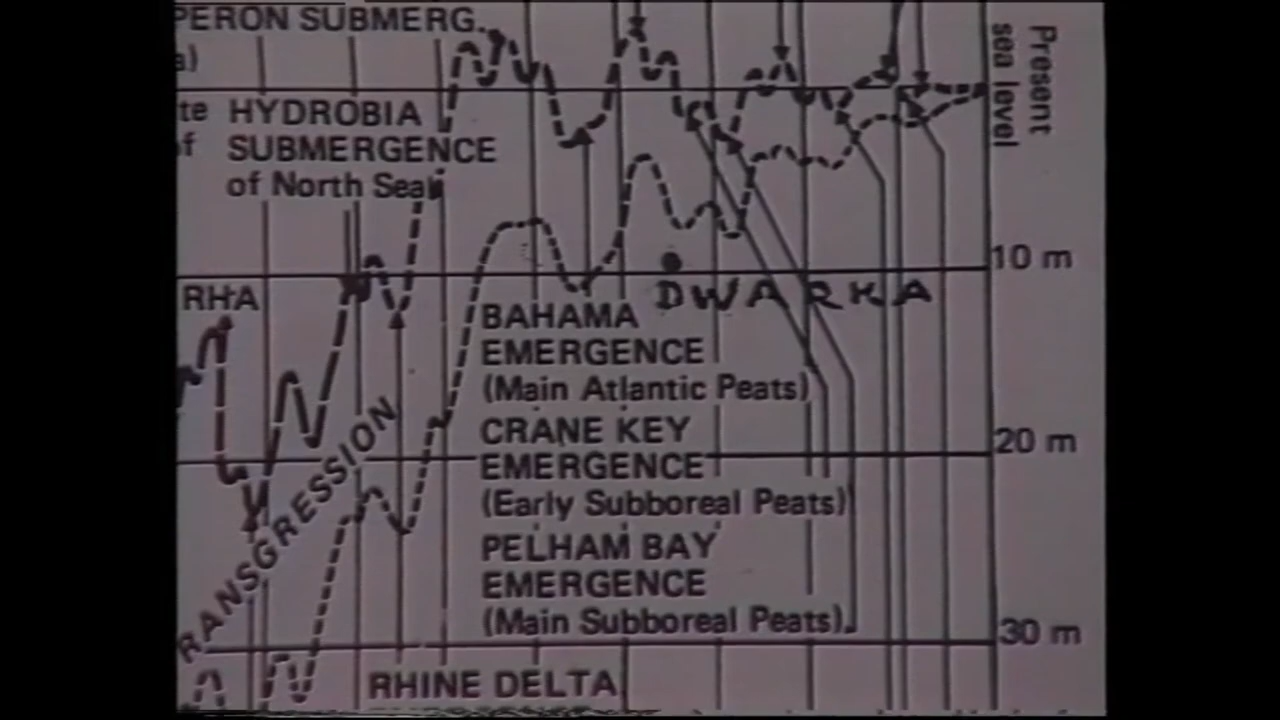 PERON SUBMERG.
a)
te HYDROBIA
f SUBMERGENCE
of North Sea
Present
sea level
10 m
RHA
DWARKA
BAHAMA
EMERGENCE
(Main Atlantic Peats)
CRANE KEY
EMERGENCE
(Early Subboreal Peats)
PELHAM BAY
EMERGENCE
(Main Subboreal Peats)
20 m
RANSGRESSION
30 m
RHINE DELTA